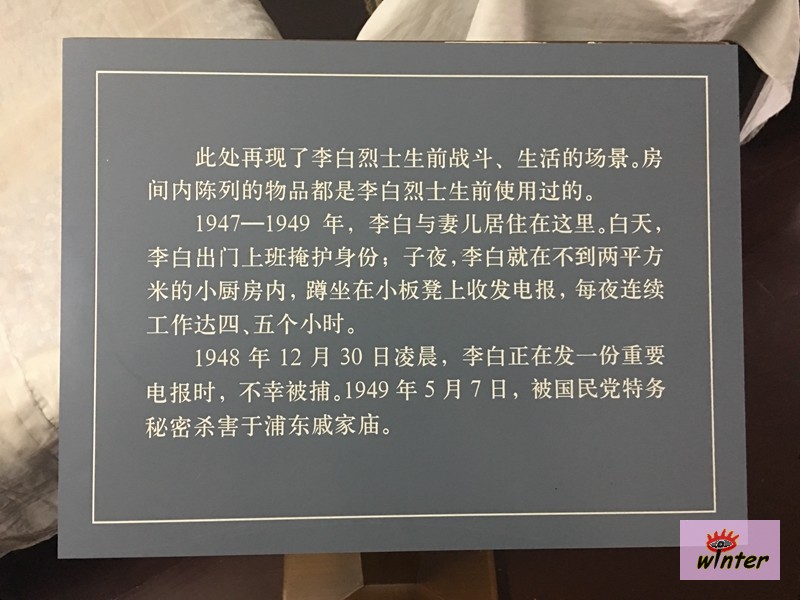 此处再现了李白烈士生前战斗、生活的场景。房
间内陈列的物品都是李白烈士生前使用过的。
1947—1949 年，李白与妻儿居住在这里。白天，
李白出门上班掩护身份；子夜，李白就在不到两平方
米的小厨房内，蹲坐在小板凳上收发电报，每夜连续
工作达四、五个小时。
1948 年 12 月 30 日凌晨，李白正在发一份重要
电报时，不幸被捕。1949 年 5 月 7 日，被国民党特务
秘密杀害于浦东戚家庙。
winter